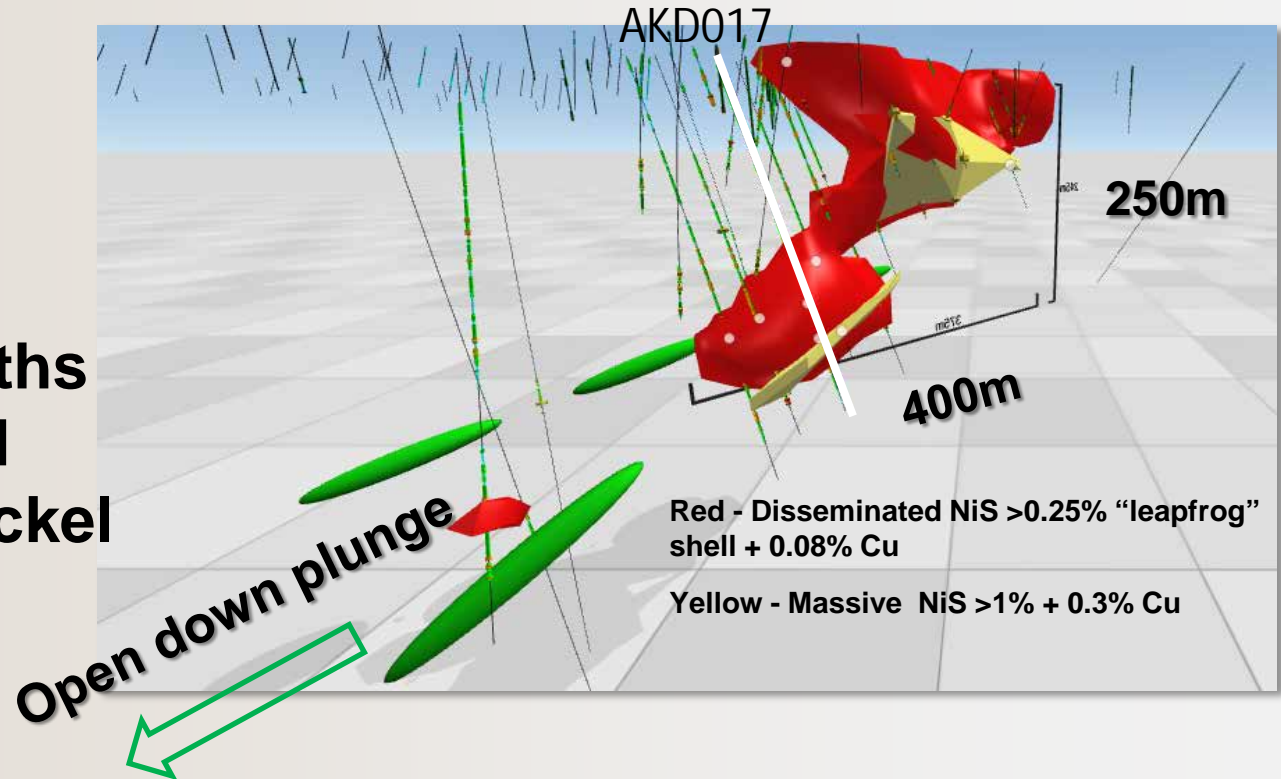 AKD017
250m
400m
ths
l
ckel
Open down plunge
Red - Disseminated NiS >0.25% “leapfrog”
shell + 0.08% Cu
Yellow - Massive NiS >1% + 0.3% Cu
375m